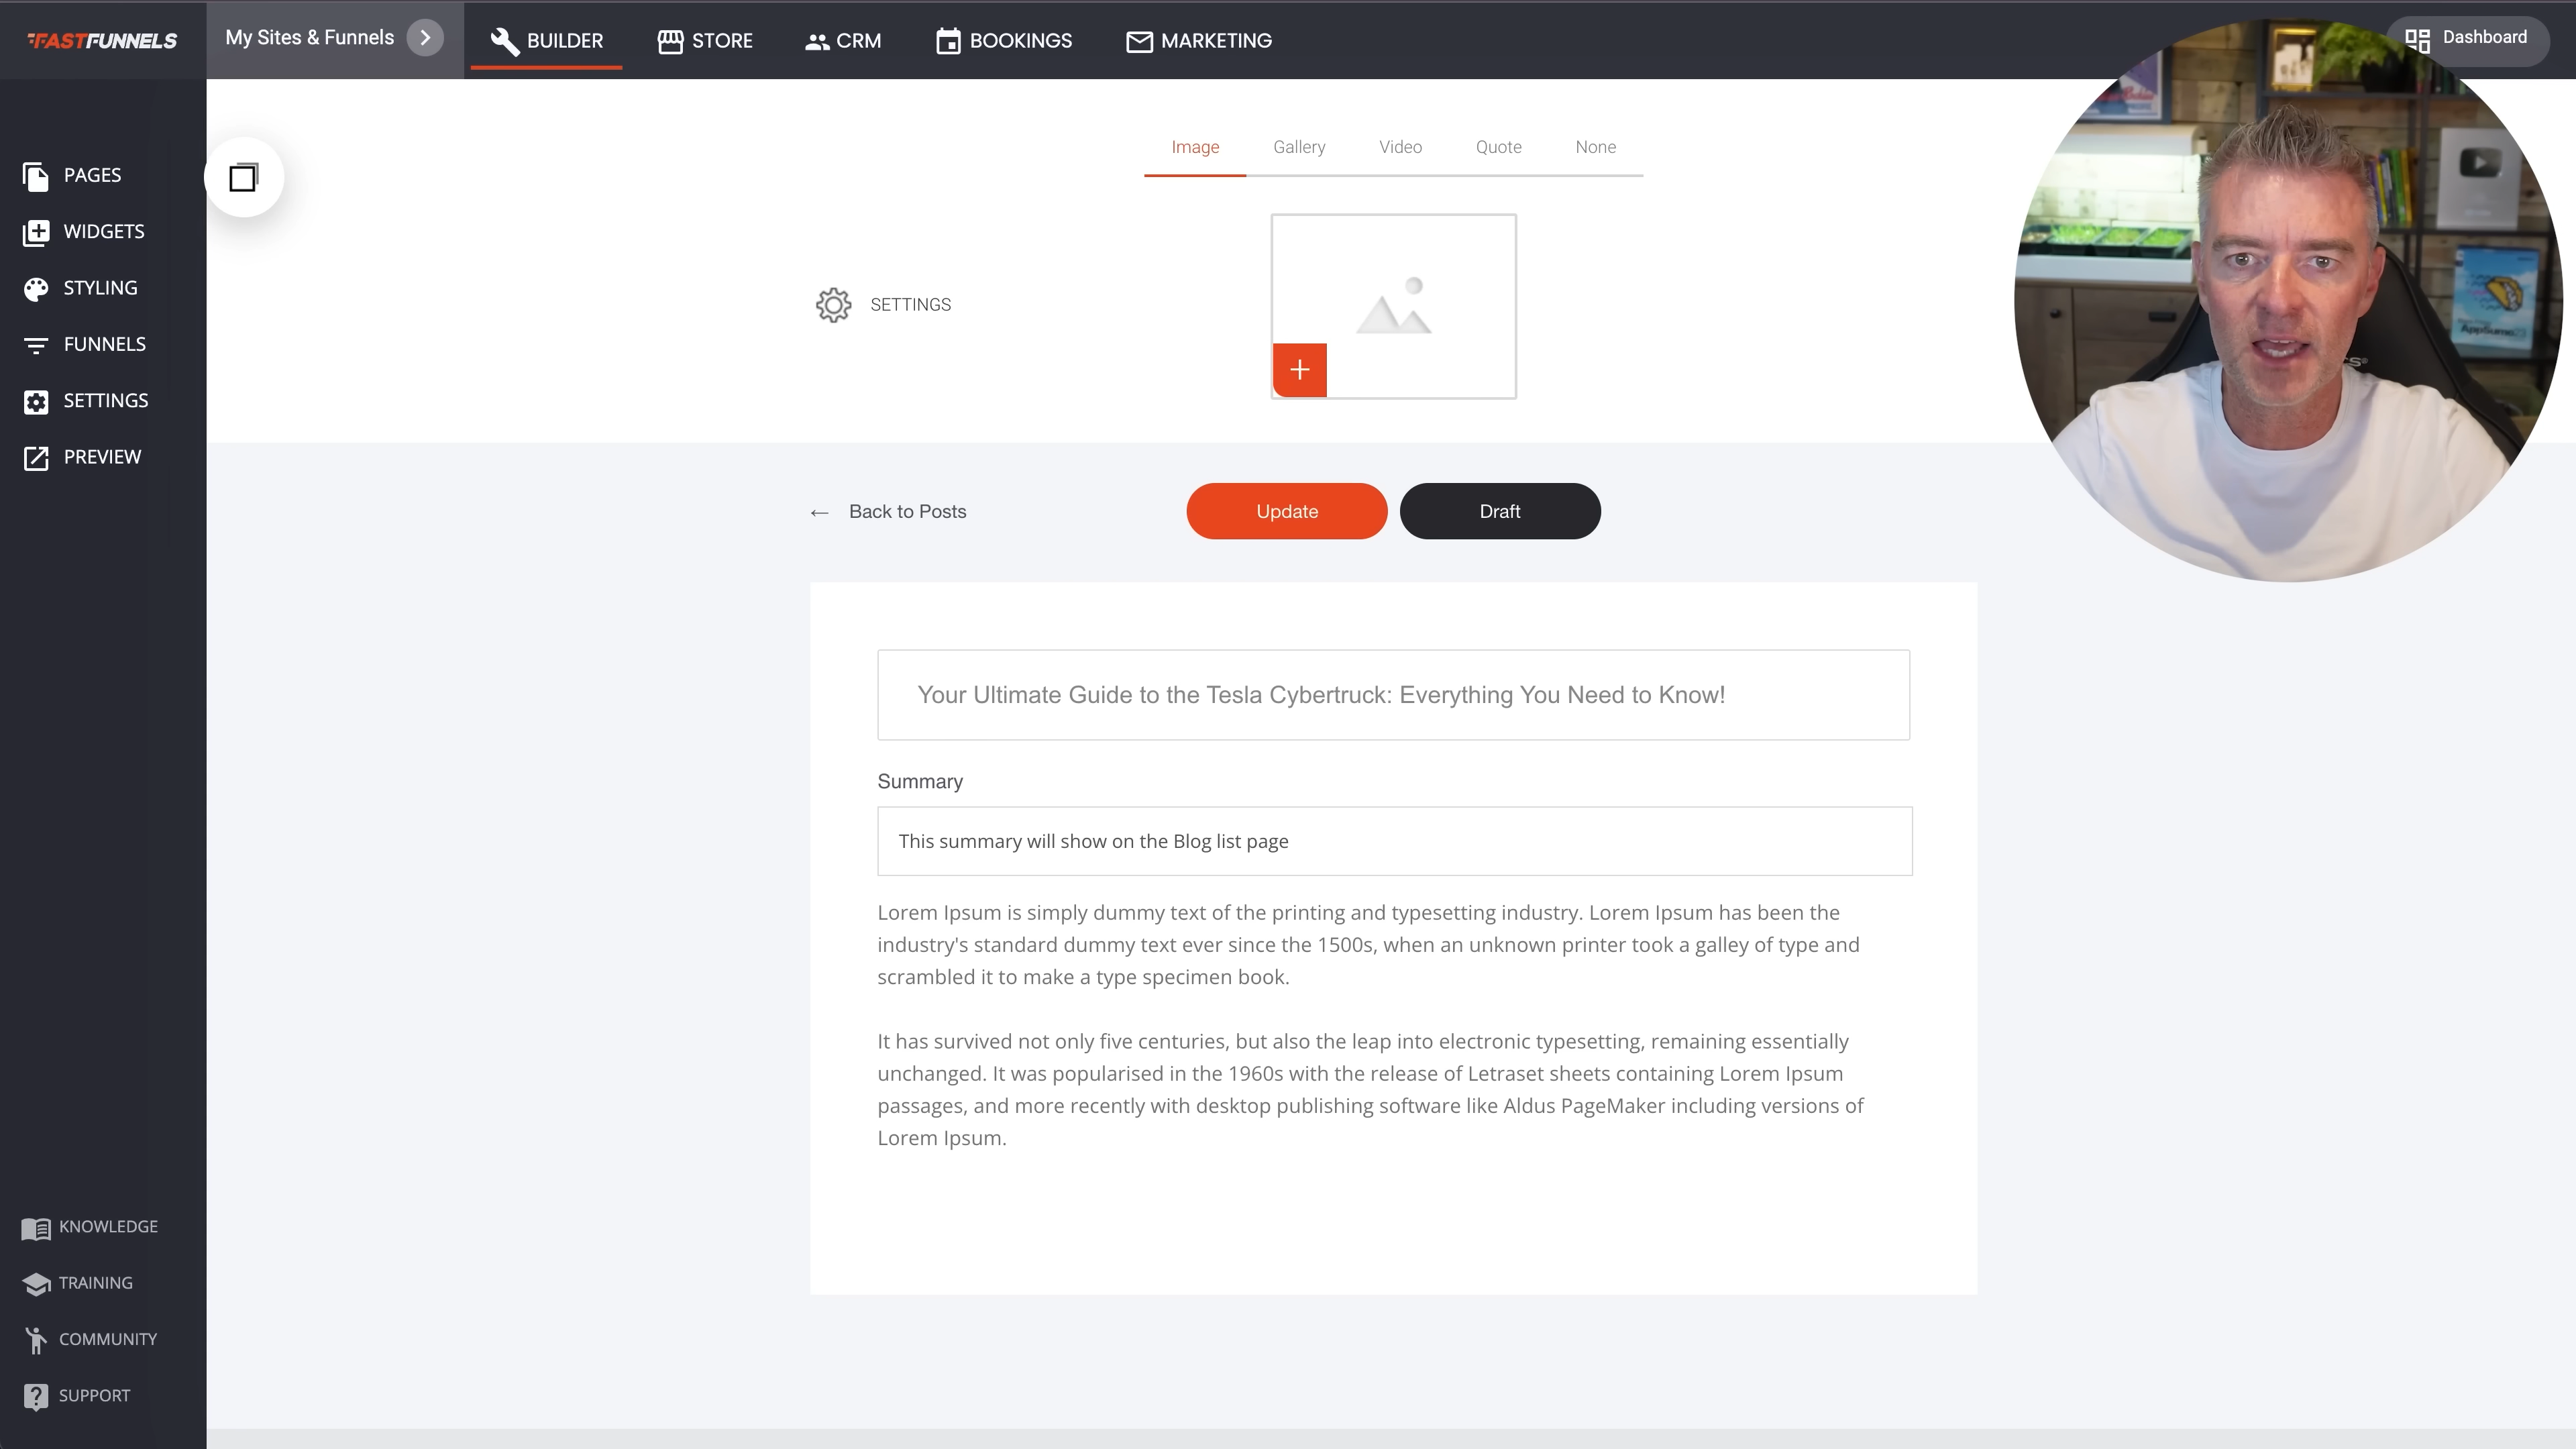 FASTFUNNELS
My Sites & Funnels
BUILDER
STORE
CRM
BOOKINGS
MARKETING
Dashboard
PAGES
WIDGETS
STYLING
FUNNELS
SETTINGS
PREVIEW
Image
Gallery
Video
Quote
None
SETTINGS
← Back to Posts
Update
Draft
Your Ultimate Guide to the Tesla Cybertruck: Everything You Need to Know!
Summary
This summary will show on the Blog list page
Lorem Ipsum is simply dummy text of the printing and typesetting industry. Lorem Ipsum has been the
industry's standard dummy text ever since the 1500s, when an unknown printer took a galley of type and
scrambled it to make a type specimen book.
It has survived not only five centuries, but also the leap into electronic typesetting, remaining essentially
unchanged. It was popularised in the 1960s with the release of Letraset sheets containing Lorem Ipsum
passages, and more recently with desktop publishing software like Aldus PageMaker including versions of
Lorem Ipsum.
KNOWLEDGE
TRAINING
COMMUNITY
SUPPORT